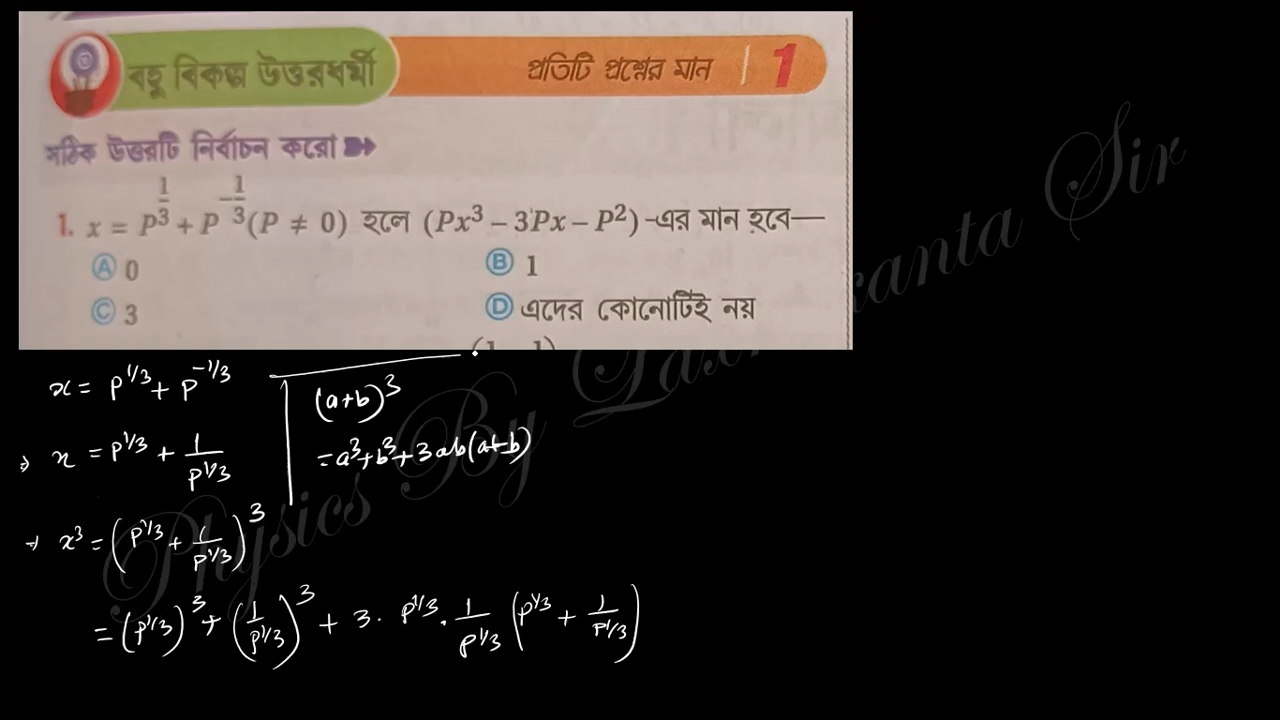 বহু বিকল্প উত্তরধর্মী
প্রতিটি প্রশ্নের মান | 1
সঠিক উত্তরটি নির্বাচন করো
1. x = P^{1/3} + P^{-1/3} (P ≠ 0) হলে (Px³ – 3Px – P²) -এর মান হবে—
Ⓐ 0 Ⓑ 1
Ⓒ 3 Ⓓ এদের কোনোটিই নয়
x = p^{1/3} + p^{-1/3}
⇒ x = p^{1/3} + 1/p^{1/3}
⇒ x³ = (p^{1/3} + 1/p^{1/3})³
= (p^{1/3})³ + (1/p^{1/3})³ + 3 . p^{1/3} . 1/p^{1/3} (p^{1/3} + 1/p^{1/3})
(a+b)³
= a³+b³+3ab(a+b)
Physics By Laxmikanta Sir